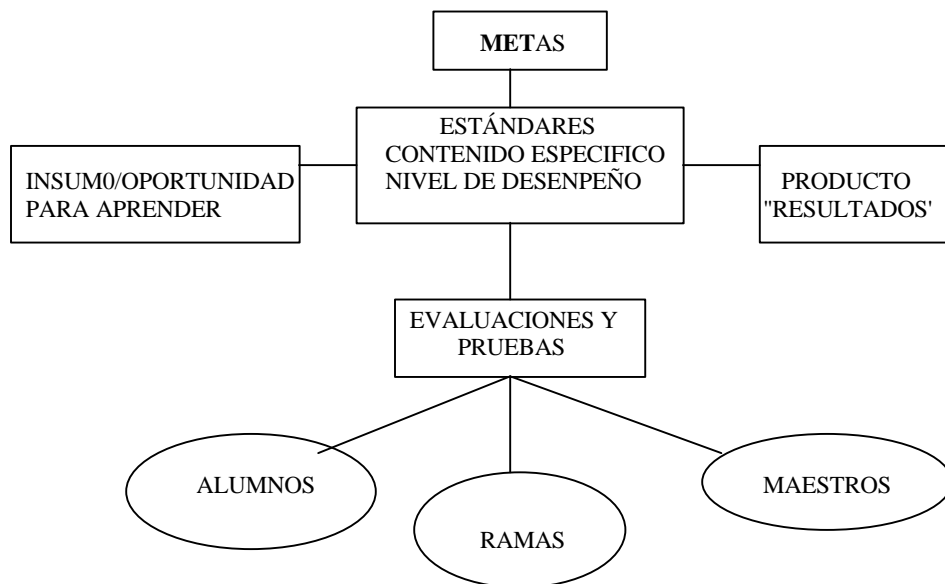 METAS
ESTÁNDARES
CONTENIDO ESPECIFICO
NIVEL DE DESENPEÑO
INSUM0/OPORTUNIDAD
PARA APRENDER
PRODUCTO
"RESULTADOS'
EVALUACIONES Y
PRUEBAS
ALUMNOS
RAMAS
MAESTROS